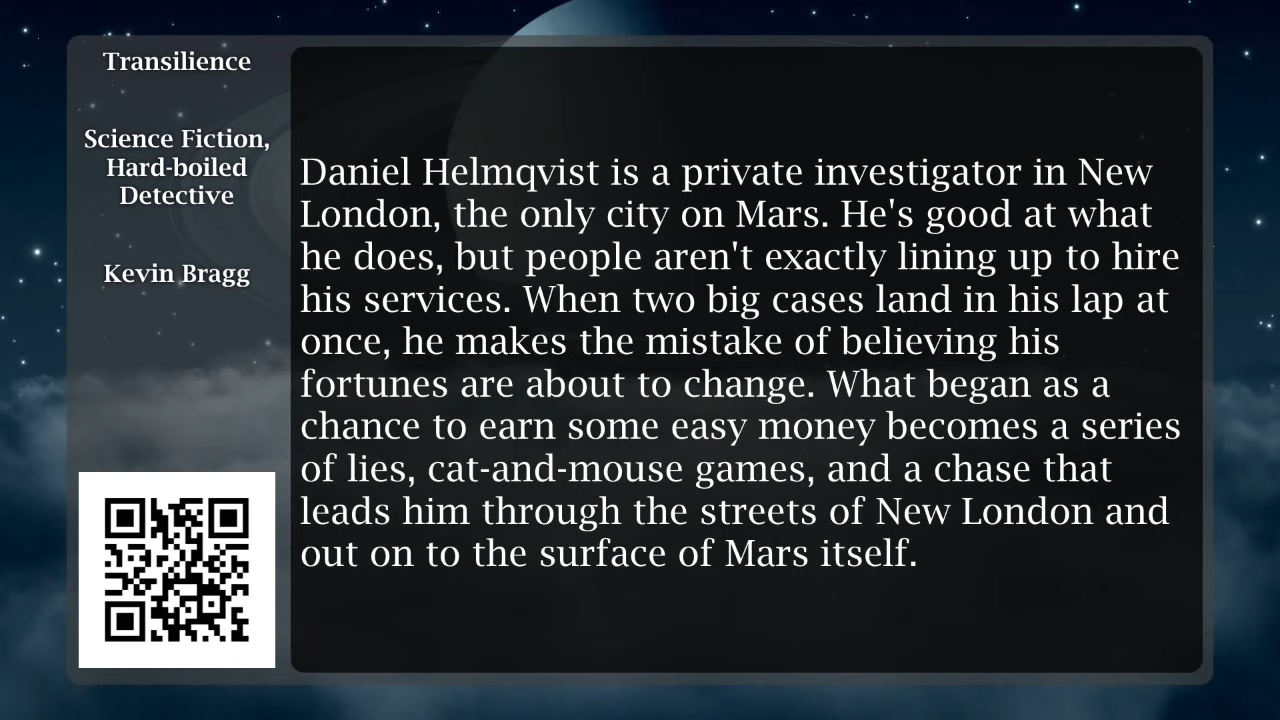 Transilience
Science Fiction,
Hard-boiled
Detective
Kevin Bragg
Daniel Helmqvist is a private investigator in New
London, the only city on Mars. He's good at what
he does, but people aren't exactly lining up to hire
his services. When two big cases land in his lap at
once, he makes the mistake of believing his
fortunes are about to change. What began as a
chance to earn some easy money becomes a series
of lies, cat-and-mouse games, and a chase that
leads him through the streets of New London and
out on to the surface of Mars itself.